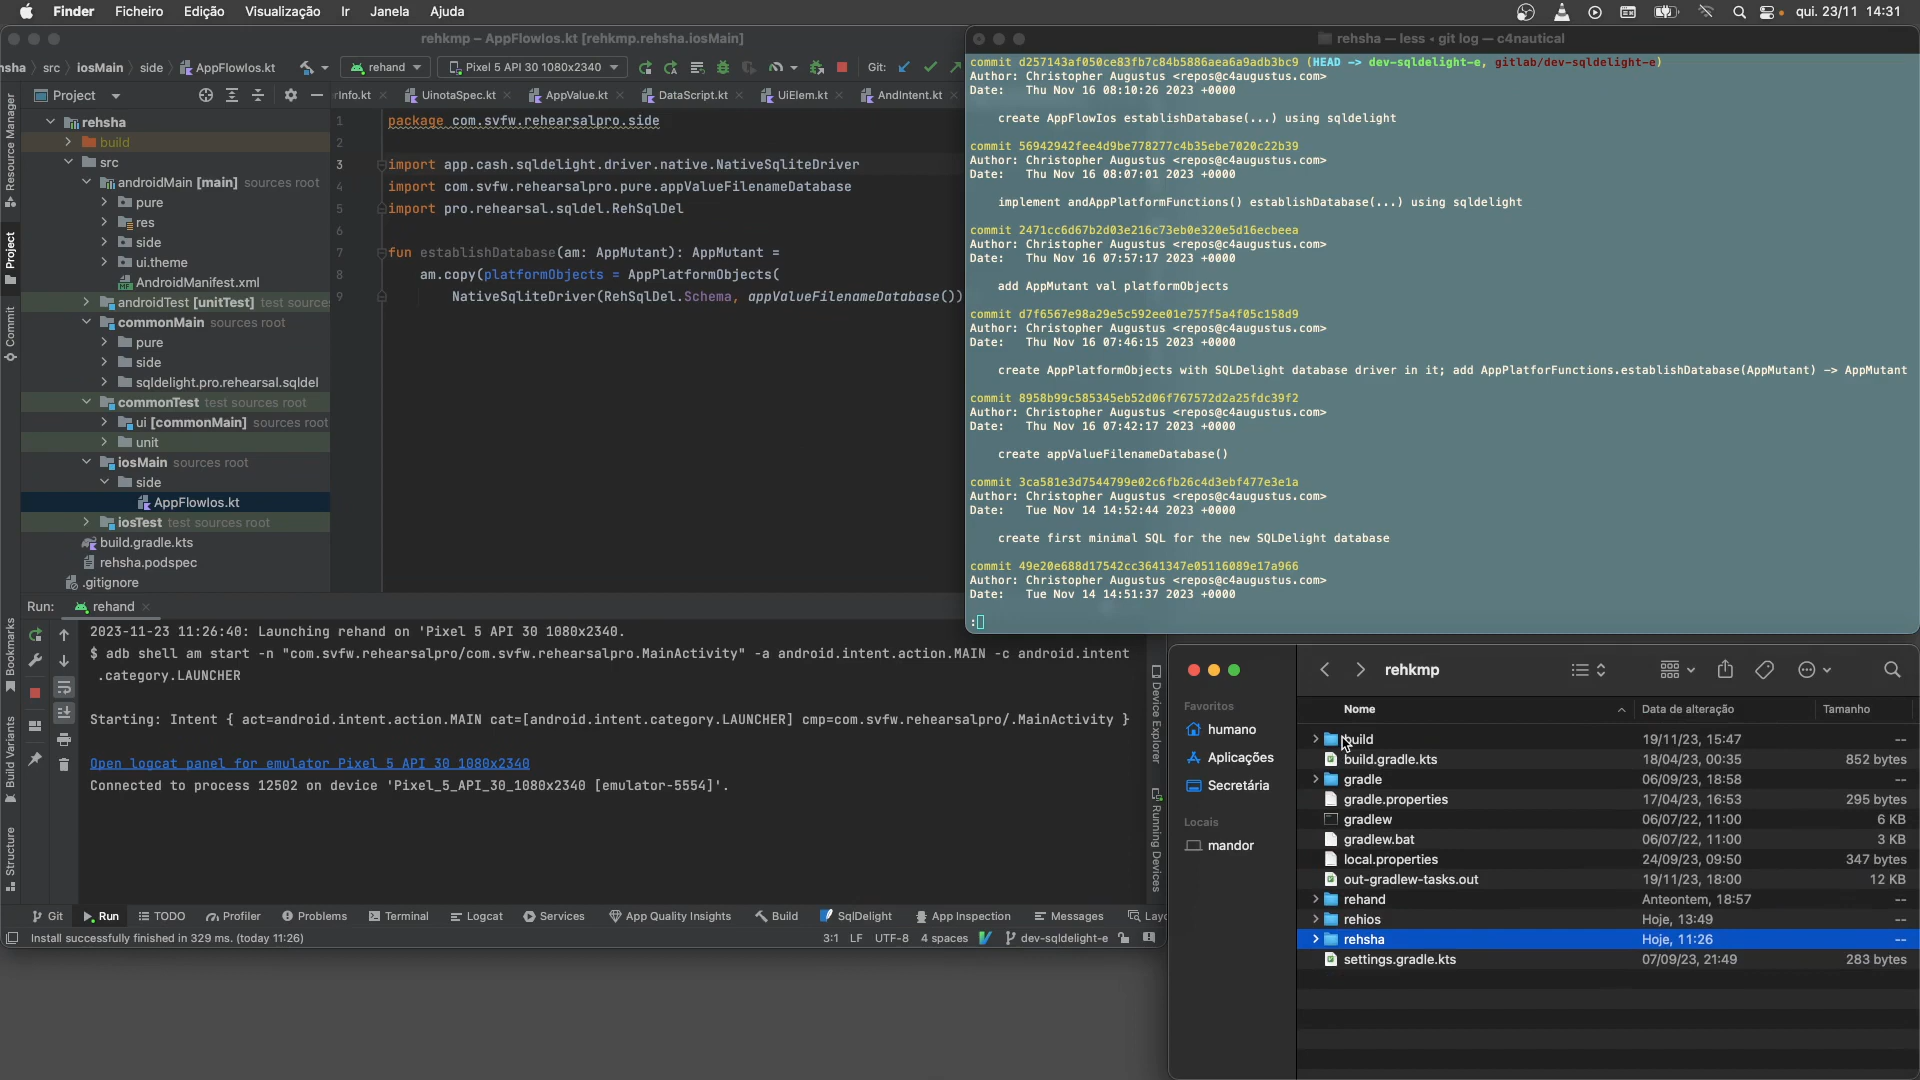 Finder Ficheiro Edição Visualização Ir Janela Ajuda
qui. 23/11 14:31
rehkmp – AppFlowIos.kt [rehkmp.rehsha.iosMain]
sha src iosMain side AppFlowIos.kt
rehand
Pixel 5 API 30 1080x2340
Git:
Project
rInfo.kt
UinotaSpec.kt
AppValue.kt
DataScript.kt
UiElem.kt
AndIntent.kt
Resource Manager
Project
Commit
Bookmarks
Build Variants
Structure
rehsha
build
src
androidMain [main] sources root
pure
res
side
ui.theme
AndroidManifest.xml
androidTest [unitTest] test source
commonMain sources root
pure
side
sqldelight.pro.rehearsal.sqldel
commonTest test sources root
ui [commonMain] sources root
unit
iosMain sources root
side
AppFlowIos.kt
iosTest test sources root
build.gradle.kts
rehsha.podspec
.gitignore
1 package com.svfw.rehearsalpro.side
2
3 import app.cash.sqldelight.driver.native.NativeSqliteDriver
4 import com.svfw.rehearsalpro.pure.appValueFilenameDatabase
5 import pro.rehearsal.sqldel.RehSqlDel
6
7 fun establishDatabase(am: AppMutant): AppMutant =
8 am.copy(platformObjects = AppPlatformObjects(
9 NativeSqliteDriver(RehSqlDel.Schema, appValueFilenameDatabase())
Run: rehand
2023-11-23 11:26:40: Launching rehand on 'Pixel 5 API 30 1080x2340.
$ adb shell am start -n "com.svfw.rehearsalpro/com.svfw.rehearsalpro.MainActivity" -a android.intent.action.MAIN -c android.intent
.category.LAUNCHER
Starting: Intent { act=android.intent.action.MAIN cat=[android.intent.category.LAUNCHER] cmp=com.svfw.rehearsalpro/.MainActivity }
Open logcat panel for emulator Pixel 5 API 30 1080x2340
Connected to process 12502 on device 'Pixel_5_API_30_1080x2340 [emulator-5554]'.
Device Explorer
Running Devices
Git Run TODO Profiler Problems Terminal Logcat Services App Quality Insights Build SqlDelight App Inspection Messages Layo
Install successfully finished in 329 ms. (today 11:26)
3:1 LF UTF-8 4 spaces dev-sqldelight-e
rehsha — less ◂ git log — c4nautical
commit d257143af050ce83fb7c84b5886aea6a9adb3bc9 (HEAD -> dev-sqldelight-e, gitlab/dev-sqldelight-e)
Author: Christopher Augustus <repos@c4augustus.com>
Date: Thu Nov 16 08:10:26 2023 +0000
create AppFlowIos establishDatabase(...) using sqldelight
commit 56942942fee4d9be778277c4b35ebe7020c22b39
Author: Christopher Augustus <repos@c4augustus.com>
Date: Thu Nov 16 08:07:01 2023 +0000
implement andAppPlatformFunctions() establishDatabase(...) using sqldelight
commit 2471cc6d67b2d03e216c73eb0e320e5d16ecbeea
Author: Christopher Augustus <repos@c4augustus.com>
Date: Thu Nov 16 07:57:17 2023 +0000
add AppMutant val platformObjects
commit d7f6567e98a29e5c592ee01e757f5a4f05c158d9
Author: Christopher Augustus <repos@c4augustus.com>
Date: Thu Nov 16 07:46:15 2023 +0000
create AppPlatformObjects with SQLDelight database driver in it; add AppPlatforFunctions.establishDatabase(AppMutant) -> AppMutant
commit 8958b99c585345eb52d06f767572d2a25fdc39f2
Author: Christopher Augustus <repos@c4augustus.com>
Date: Thu Nov 16 07:42:17 2023 +0000
create appValueFilenameDatabase()
commit 3ca581e3d7544799e02c6fb26c4d3ebf477e3e1a
Author: Christopher Augustus <repos@c4augustus.com>
Date: Tue Nov 14 14:52:44 2023 +0000
create first minimal SQL for the new SQLDelight database
commit 49e20e688d17542cc3641347e05116089e17a966
Author: Christopher Augustus <repos@c4augustus.com>
Date: Tue Nov 14 14:51:37 2023 +0000
:
rehkmp
Favoritos
humano
Aplicações
Secretária
Locais
mandor
Nome Data de alteração Tamanho
build 19/11/23, 15:47 --
build.gradle.kts 18/04/23, 00:35 852 bytes
gradle 06/09/23, 18:58 --
gradle.properties 17/04/23, 16:53 295 bytes
gradlew 06/07/22, 11:00 6 KB
gradlew.bat 06/07/22, 11:00 3 KB
local.properties 24/09/23, 09:50 347 bytes
out-gradlew-tasks.out 19/11/23, 18:00 12 KB
rehand Anteontem, 18:57 --
rehios Hoje, 13:49 --
rehsha Hoje, 11:26 --
settings.gradle.kts 07/09/23, 21:49 283 bytes